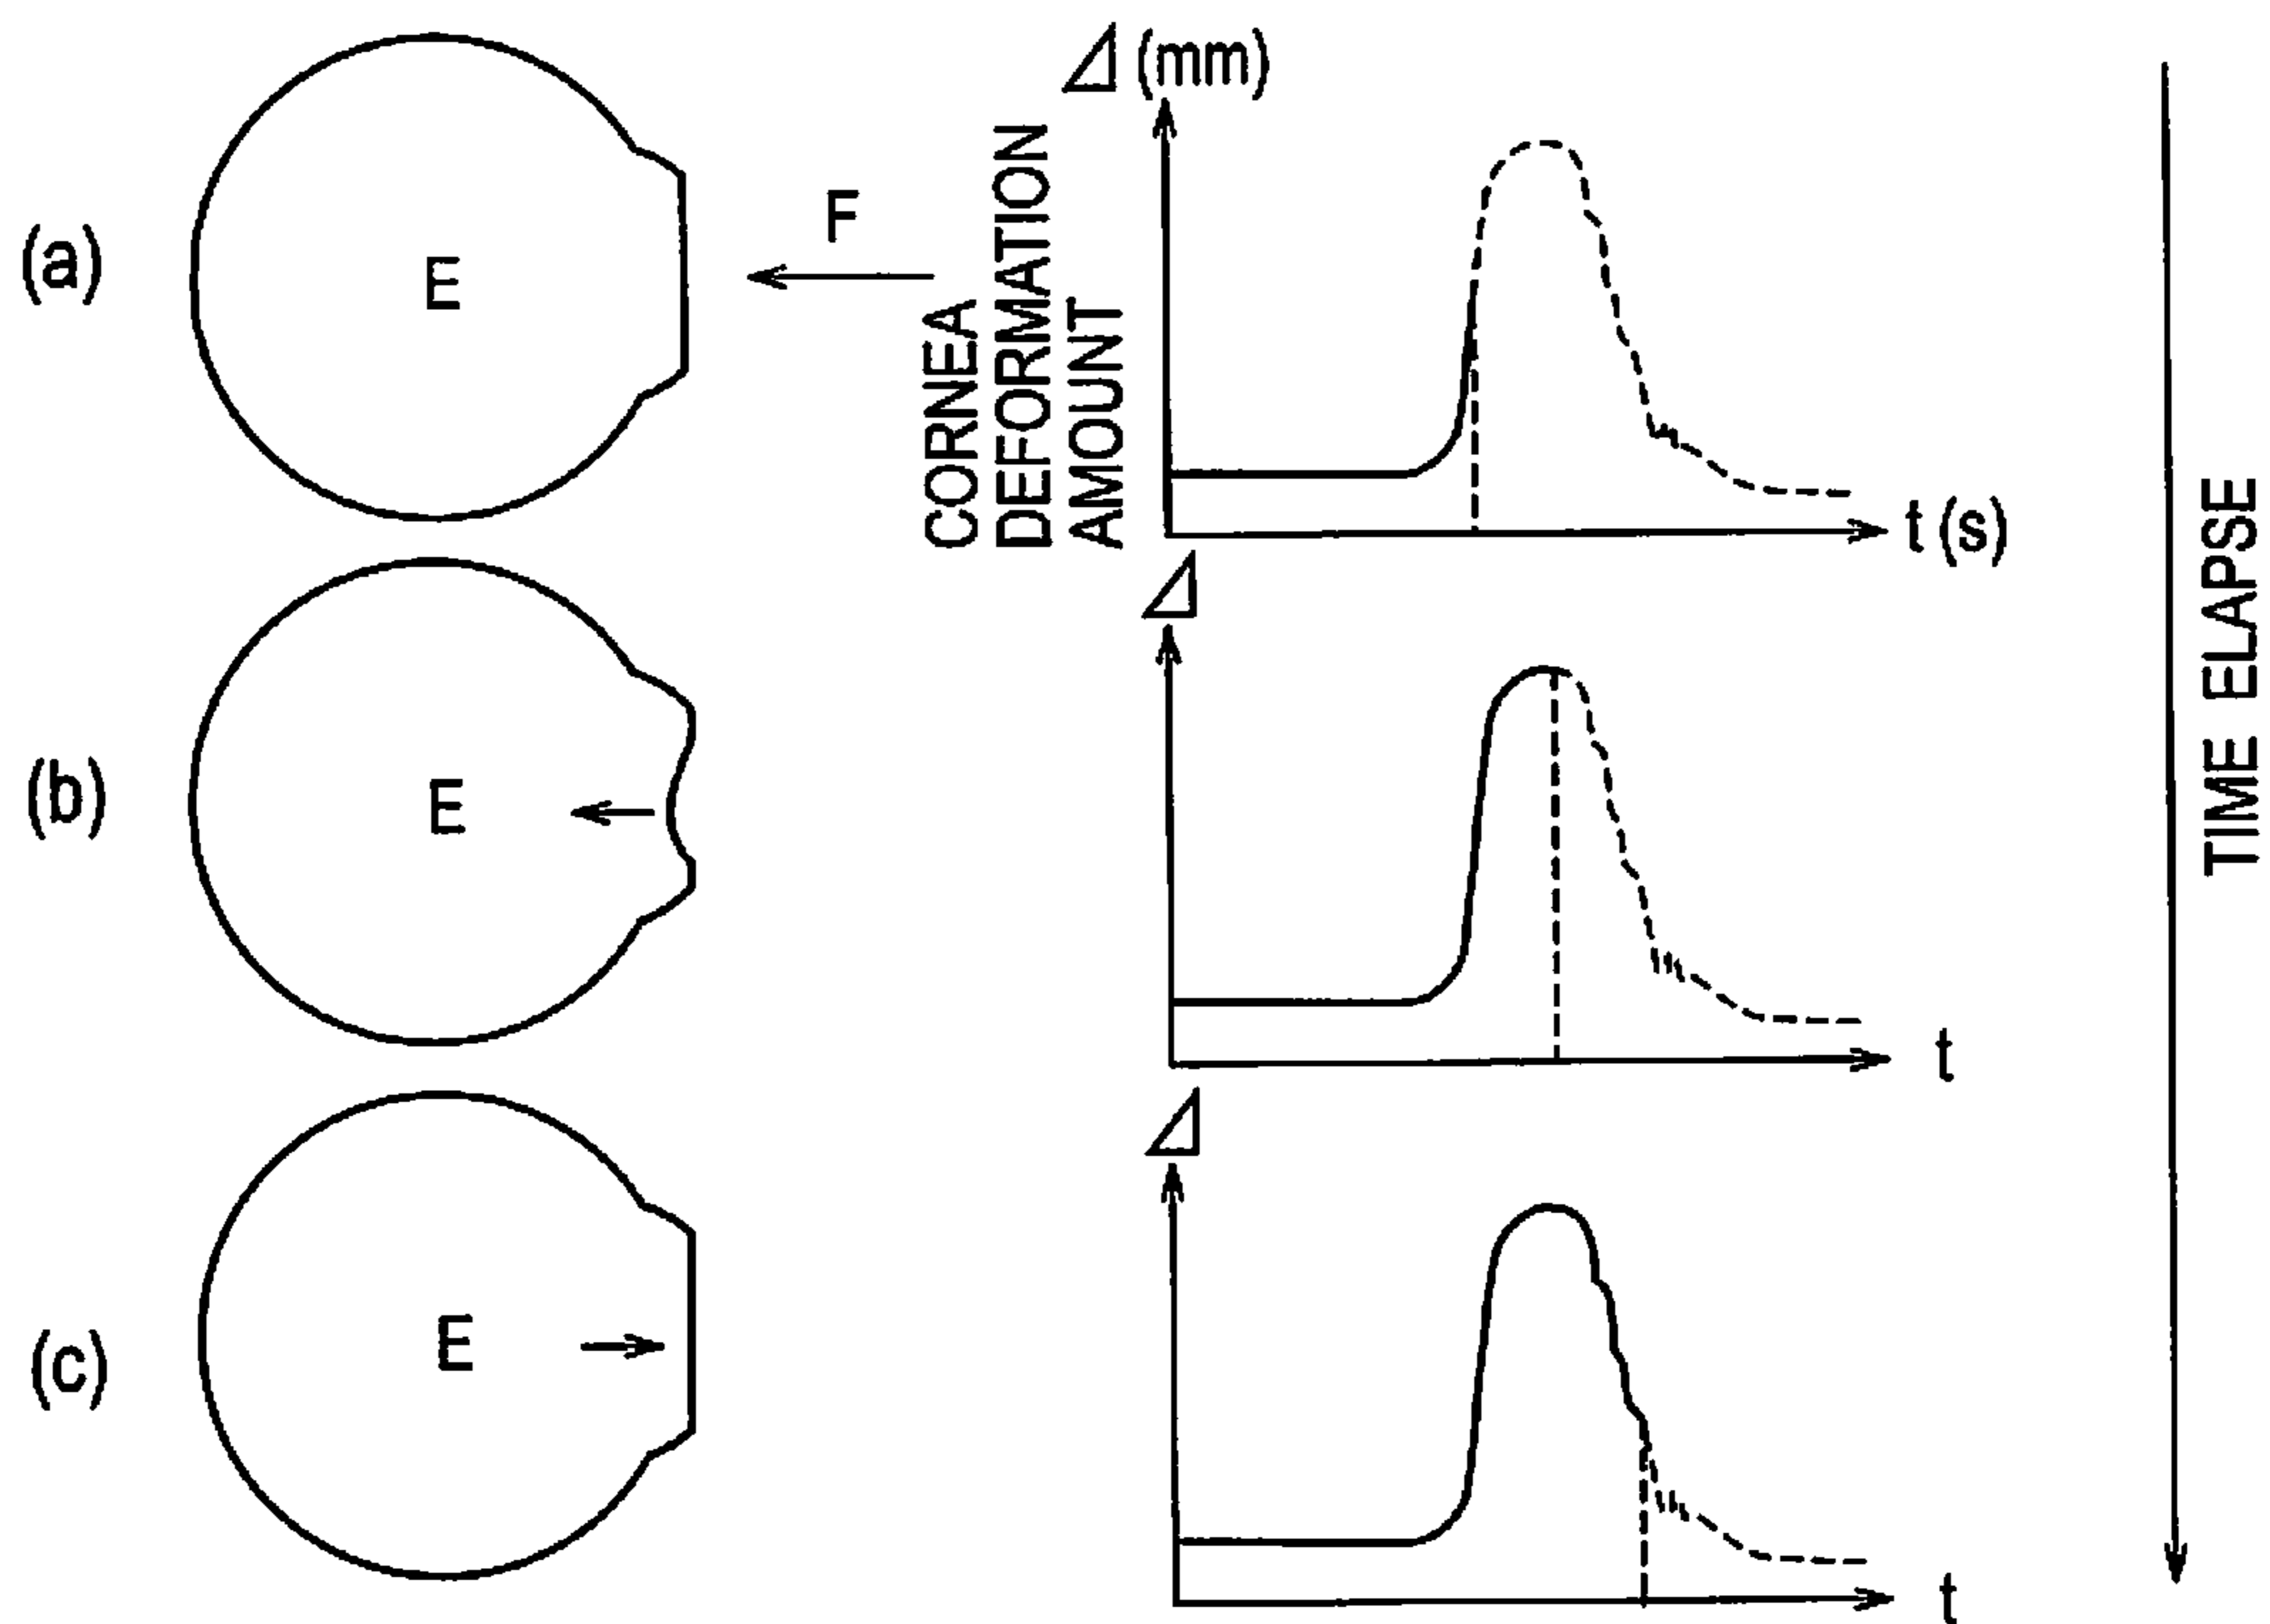 (a)
E
F
Δ (mm)
CORNEA
DEFORMATION
AMOUNT
t (s)
(b)
E
Δ
t
(c)
E
Δ
t
TIME ELAPSE